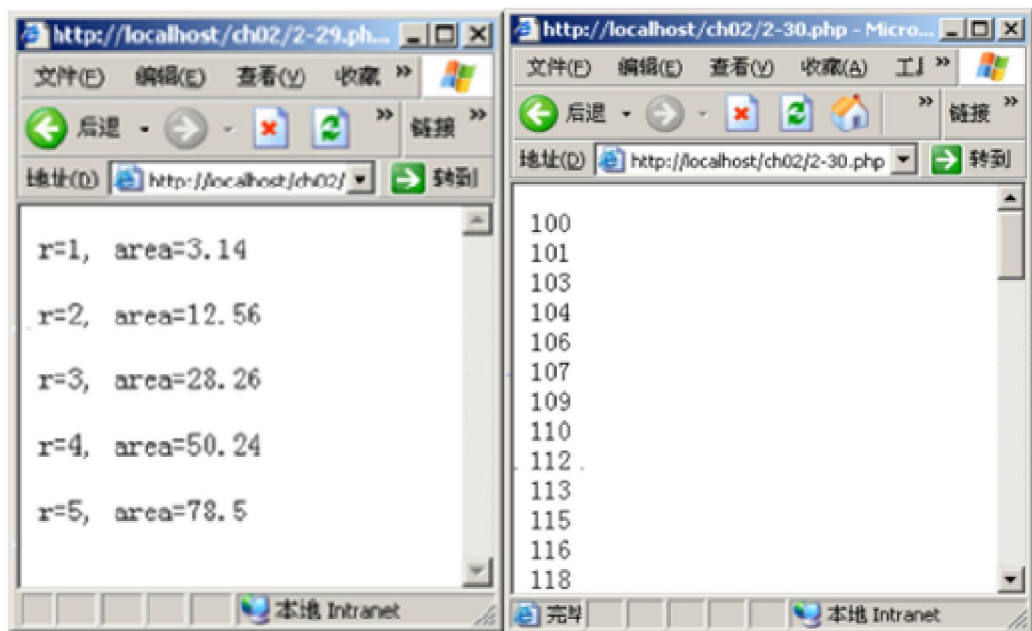 http://localhost/ch02/2-29.ph...
文件(F) 编辑(E) 查看(V) 收藏 »
后退 » 链接 »
地址(D) http://localhost/ch02/ 转到
r=1, area=3.14
r=2, area=12.56
r=3, area=28.26
r=4, area=50.24
r=5, area=78.5
本地 Intranet
http://localhost/ch02/2-30.php - Micro...
文件(F) 编辑(E) 查看(V) 收藏(A) »
后退 » 链接 »
地址(D) http://localhost/ch02/2-30.php 转到
100
101
103
104
106
107
109
110
112
113
115
116
118
本地 Intranet